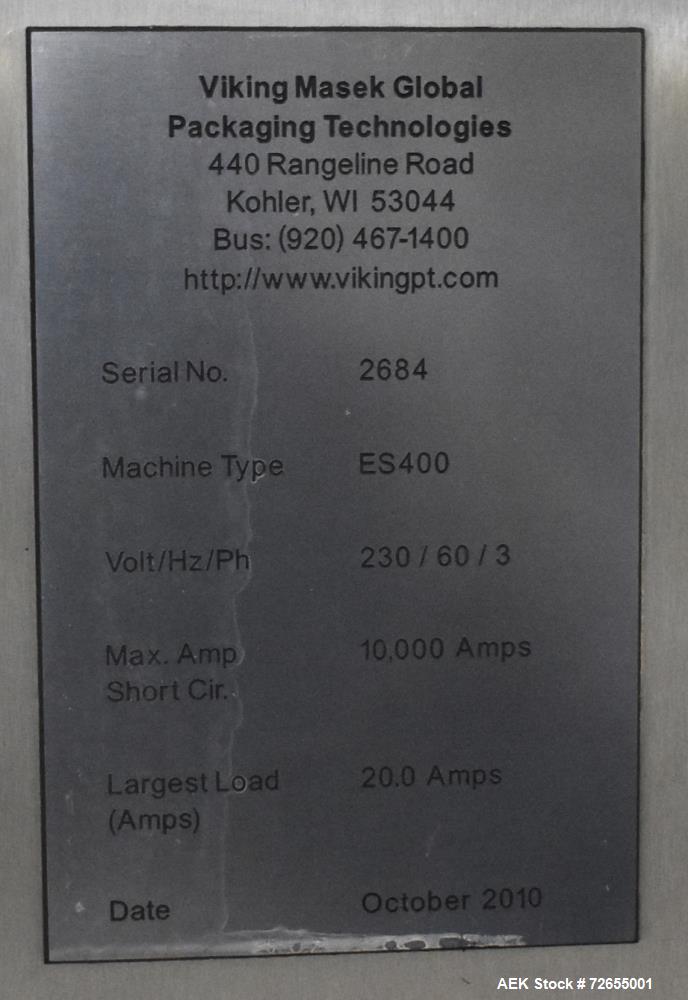 Viking Masek Global
Packaging Technologies
440 Rangeline Road
Kohler, WI 53044
Bus: (920) 467-1400
http://www.vikingpt.com
Serial No. 2684
Machine Type ES400
Volt/Hz/Ph 230 / 60 / 3
Max. Amp 10,000 Amps
Short Cir.
Largest Load 20.0 Amps
(Amps)
Date October 2010
AEK Stock # 72655001